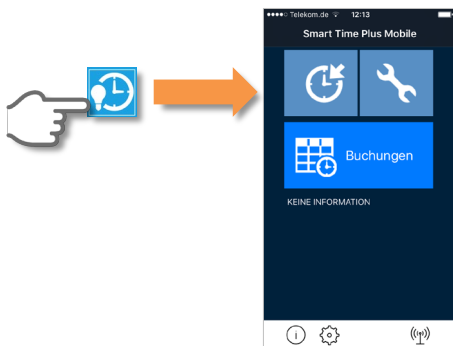 Telekom.de 12:13
Smart Time Plus Mobile
Buchungen
KEINE INFORMATION